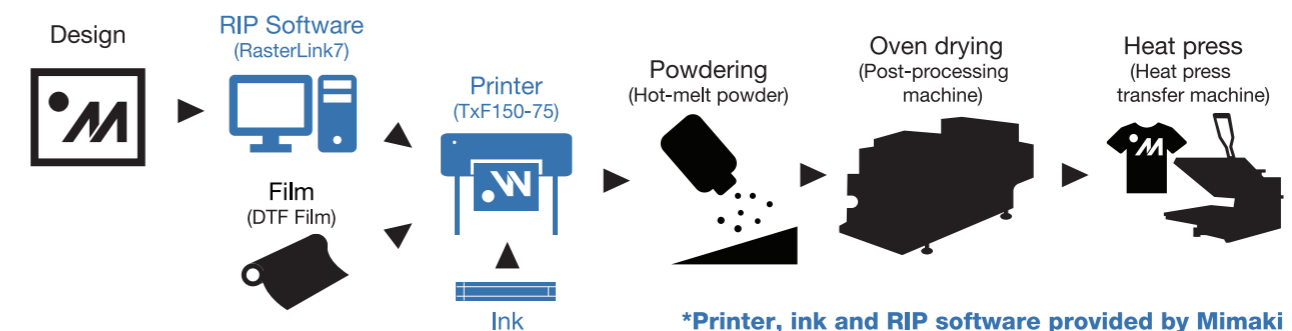 Design
RIP Software
(RasterLink7)
Film
(DTF Film)
Printer
(TxF150-75)
Ink
Powdering
(Hot-melt powder)
Oven drying
(Post-processing
machine)
Heat press
(Heat press
transfer machine)
*Printer, ink and RIP software provided by Mimaki